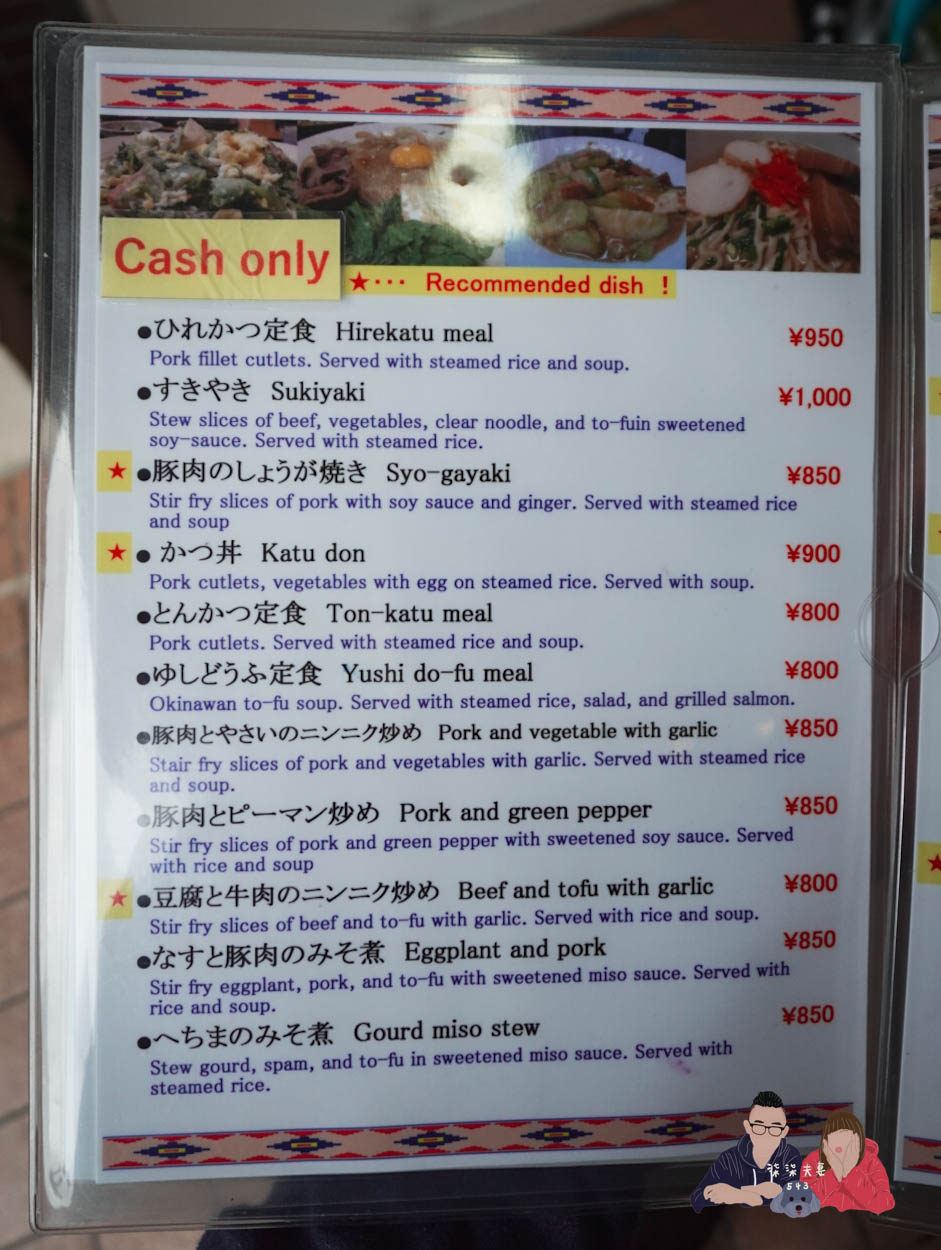 Cash only
★··· Recommended dish !
●ひれかつ定食 Hirekatu meal ¥950
Pork fillet cutlets. Served with steamed rice and soup.
●すきやき Sukiyaki ¥1,000
Stew slices of beef, vegetables, clear noodle, and to-fuin sweetened
soy-sauce. Served with steamed rice.
★ ●豚肉のしょうが焼き Syo-gayaki ¥850
Stir fry slices of pork with soy sauce and ginger. Served with steamed rice
and soup
★ ● かつ丼 Katu don ¥900
Pork cutlets, vegetables with egg on steamed rice. Served with soup.
●とんかつ定食 Ton-katu meal ¥800
Pork cutlets. Served with steamed rice and soup.
●ゆしどうふ定食 Yushi do-fu meal ¥800
Okinawan to-fu soup. Served with steamed rice, salad, and grilled salmon.
●豚肉とやさいのニンニク炒め Pork and vegetable with garlic ¥850
Stair fry slices of pork and vegetables with garlic. Served with steamed rice
and soup.
●豚肉とピーマン炒め Pork and green pepper ¥850
Stir fry slices of pork and green pepper with sweetened soy sauce. Served
with rice and soup
★ ●豆腐と牛肉のニンニク炒め Beef and tofu with garlic ¥800
Stir fry slices of beef and to-fu with garlic. Served with rice and soup.
●なすと豚肉のみそ煮 Eggplant and pork ¥850
Stir fry eggplant, pork, and to-fu with sweetened miso sauce. Served with
rice and soup.
●へちまのみそ煮 Gourd miso stew ¥850
Stew gourd, spam, and to-fu in sweetened miso sauce. Served with
steamed rice.
夫妻
543